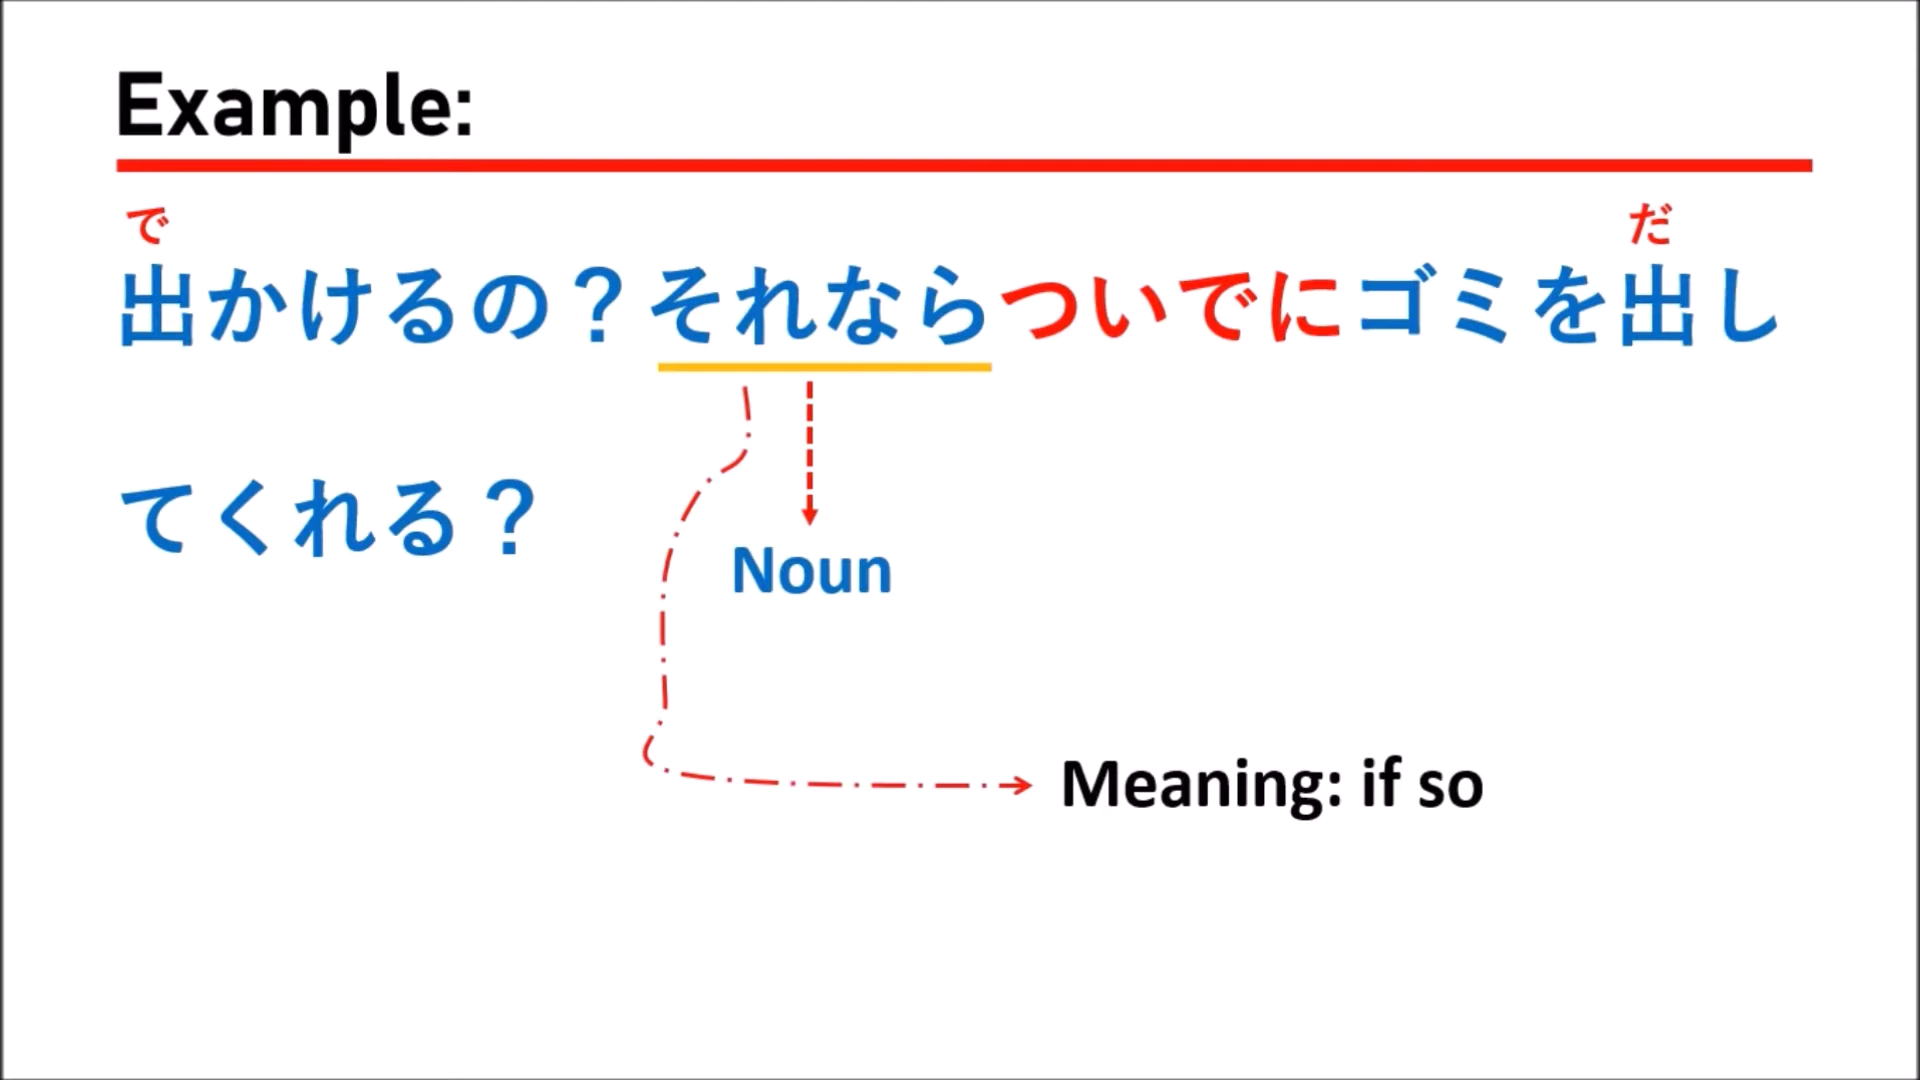 Example:
で だ
出かけるの？それならついでにゴミを出し
てくれる？
Noun
Meaning: if so